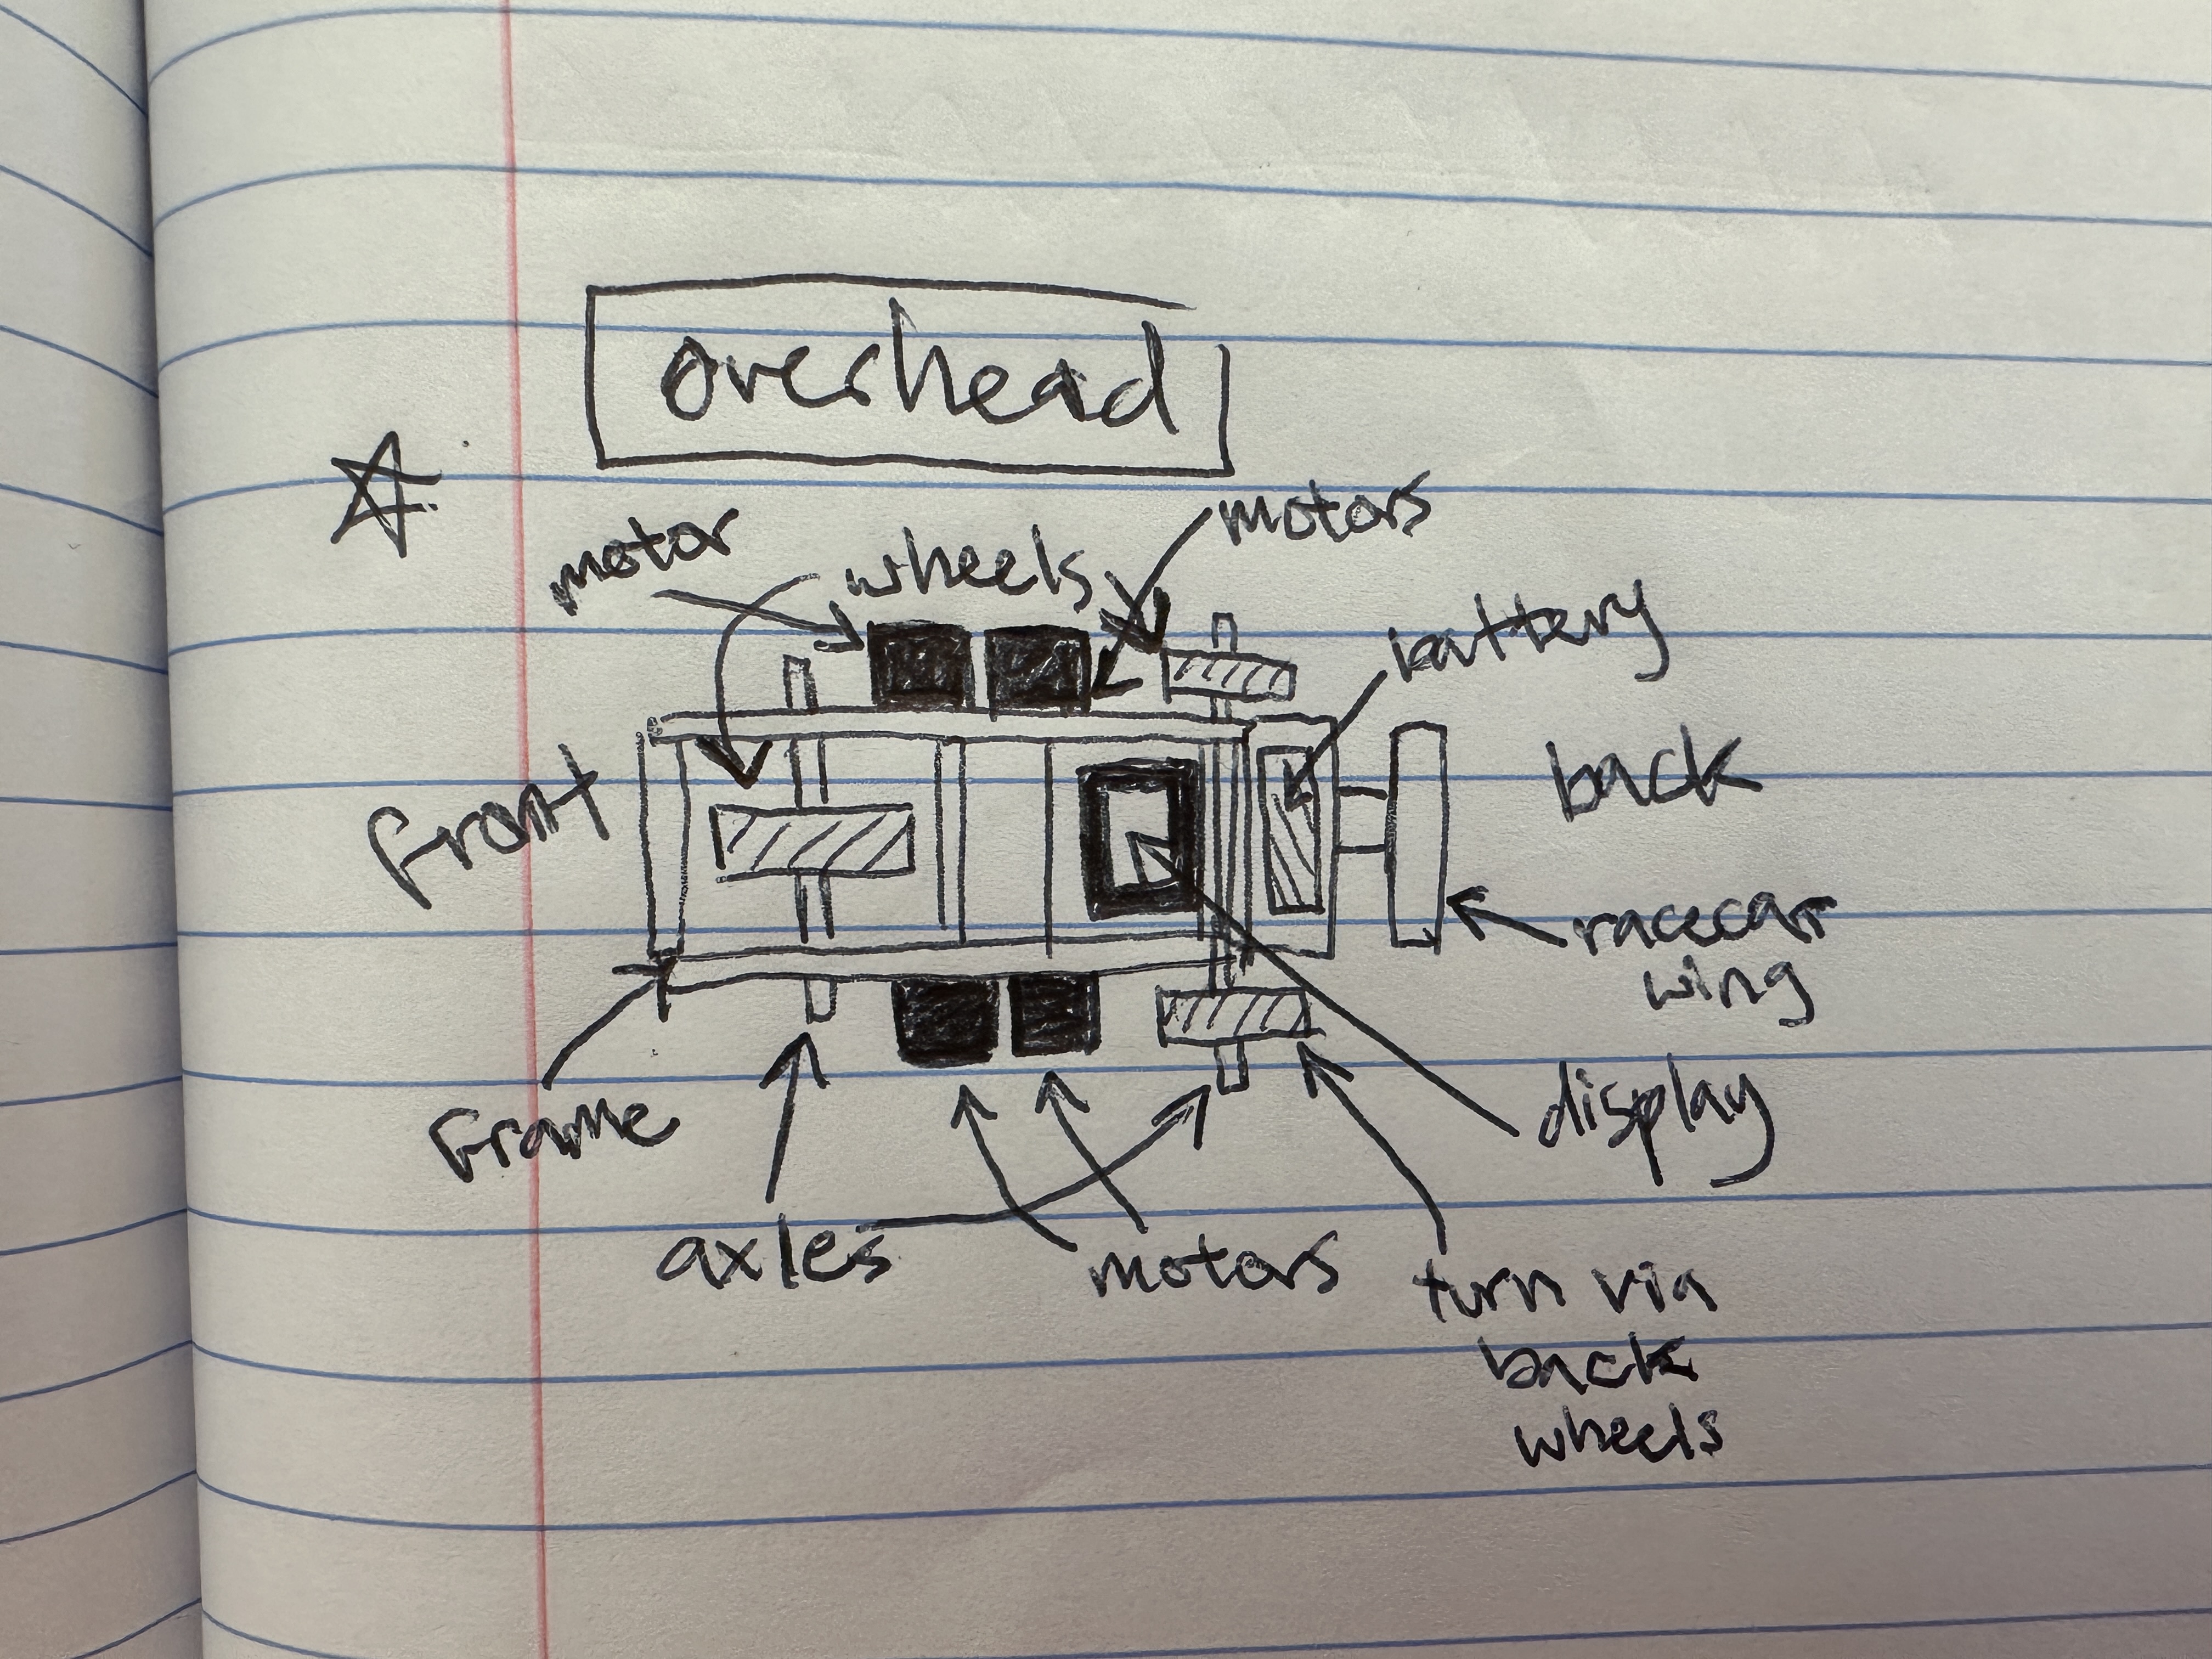 overhead
motors
motor
wheels
battery
Front
back
racecar
wing
Frame
display
axles
motors
turn via
back
wheels